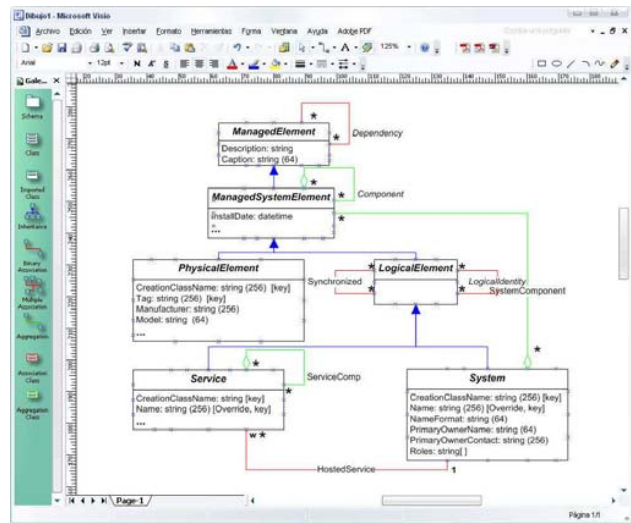 Dibujo1 - Microsoft Visio
Archivo Edición Ver Insertar Formato Herramientas Forma Ventana Ayuda Adobe PDF
125%
Arial 12pt N K S
Gale...
Schema
Class
Imported Class
Inheritance
Binary Association
Multiple Association
Aggregation
Association Class
Aggregation Class
ManagedElement
Description: string
Caption: string (64)
* Dependency
*
ManagedSystemElement
InstallDate: datetime
...
* Component
*
*
PhysicalElement
CreationClassName: string (256) [key]
Tag: string (256) [key]
Manufacturer: string (256)
Model: string (64)
...
LogicalElement
Synchronized
*
*
*
*
LogicalIdentity
SystemComponent
*
Service
CreationClassName: string [key]
Name: string (256) [Override, key]
...
* ServiceComp
*
System
CreationClassName: string (256) [key]
Name: string (256) [Override, key]
NameFormat: string (64)
PrimaryOwnerName: string (64)
PrimaryOwnerContact: string (256)
Roles: string[ ]
w *
HostedService
1
Page-1
Página 1/1